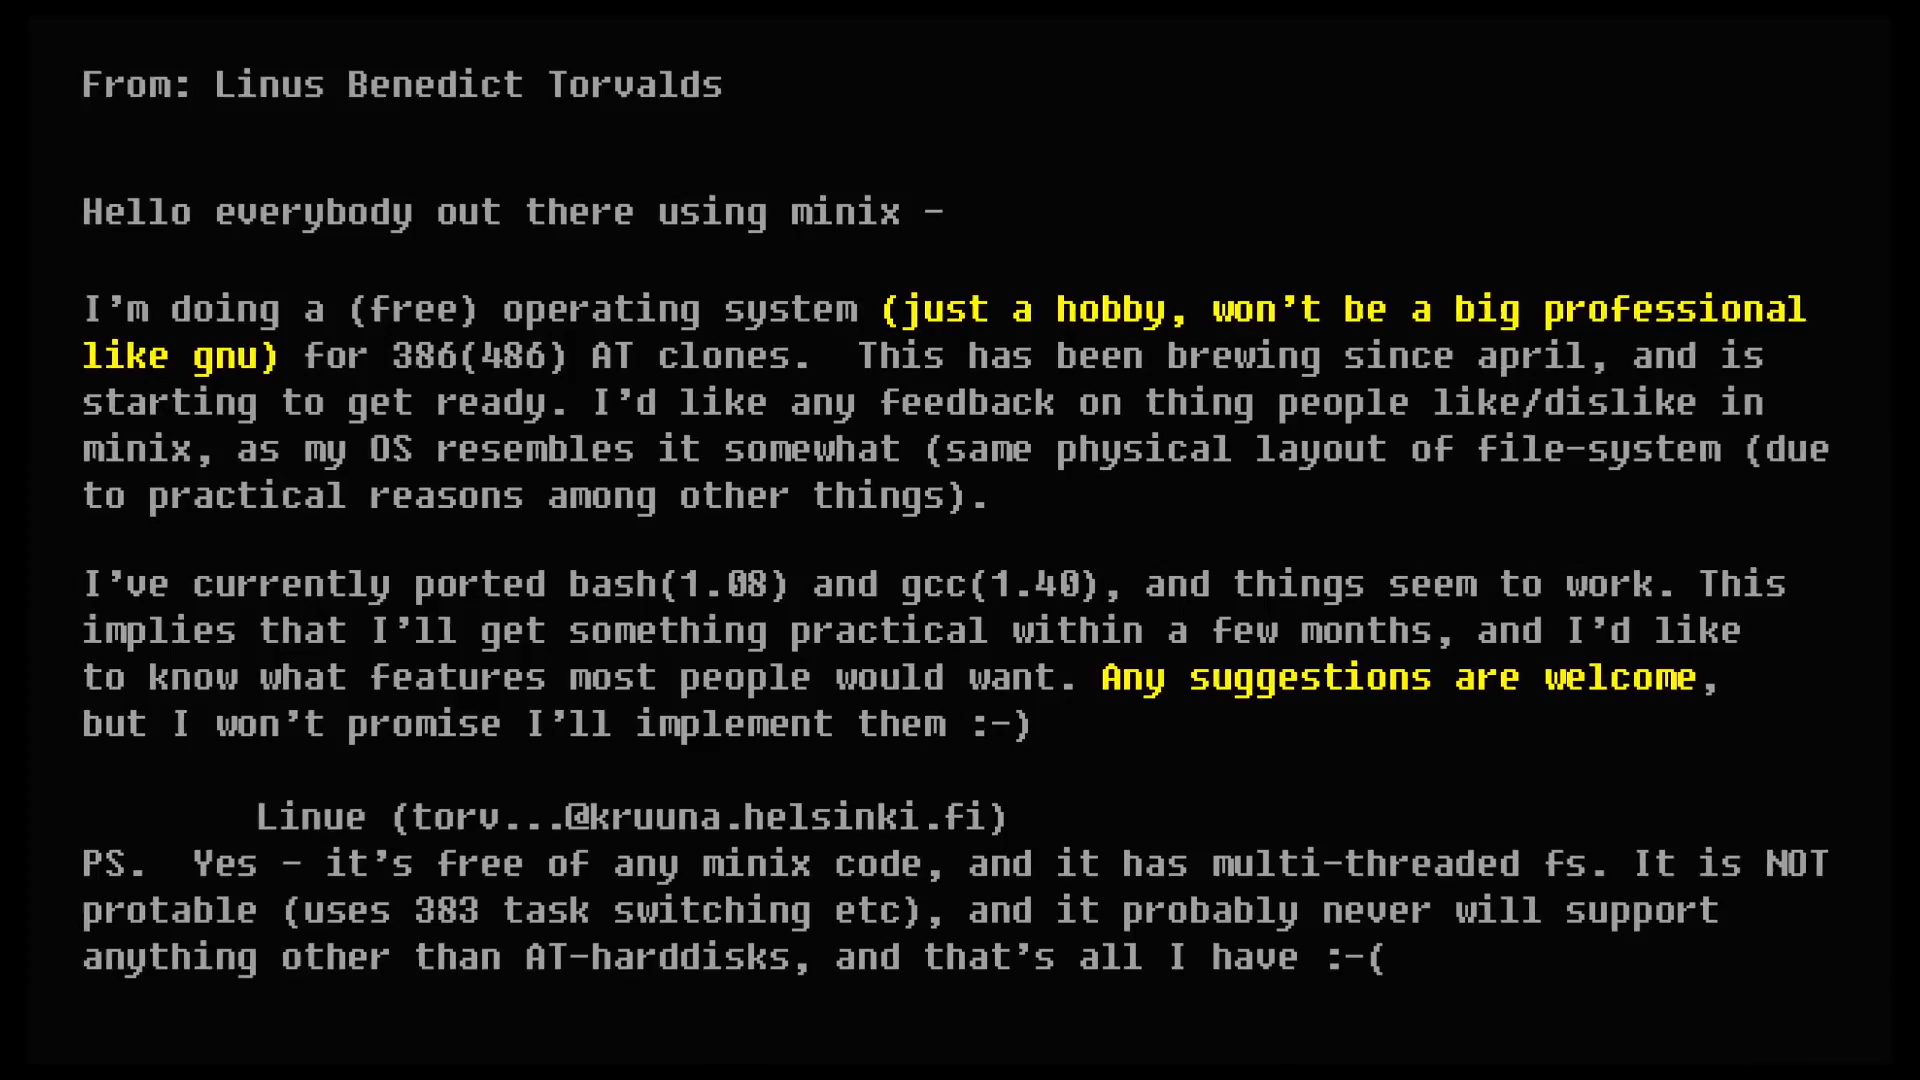 From: Linus Benedict Torvalds
Hello everybody out there using minix -
I'm doing a (free) operating system (just a hobby, won't be a big professional
like gnu) for 386(486) AT clones.  This has been brewing since april, and is
starting to get ready. I'd like any feedback on thing people like/dislike in
minix, as my OS resembles it somewhat (same physical layout of file-system (due
to practical reasons among other things).
I've currently ported bash(1.08) and gcc(1.40), and things seem to work. This
implies that I'll get something practical within a few months, and I'd like
to know what features most people would want. Any suggestions are welcome,
but I won't promise I'll implement them :-)
Linue (torv...@kruuna.helsinki.fi)
PS.  Yes - it's free of any minix code, and it has multi-threaded fs. It is NOT
protable (uses 383 task switching etc), and it probably never will support
anything other than AT-harddisks, and that's all I have :-(